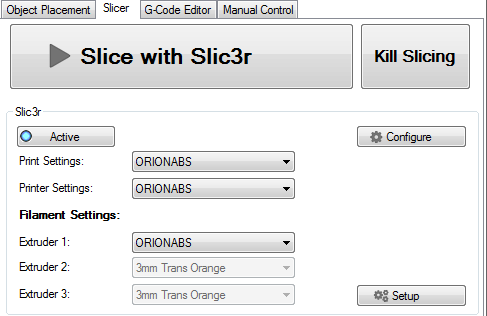 Object Placement Slicer G-Code Editor Manual Control
Slice with Slic3r Kill Slicing
Slic3r
Active Configure
Print Settings: ORIONABS
Printer Settings: ORIONABS
Filament Settings:
Extruder 1: ORIONABS
Extruder 2: 3mm Trans Orange
Extruder 3: 3mm Trans Orange Setup